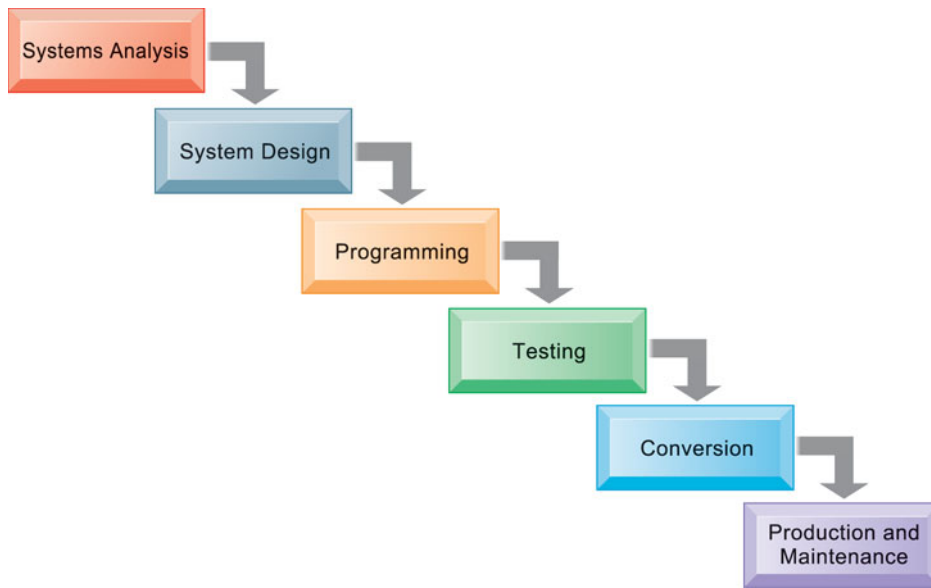 Systems Analysis
System Design
Programming
Testing
Conversion
Production and
Maintenance